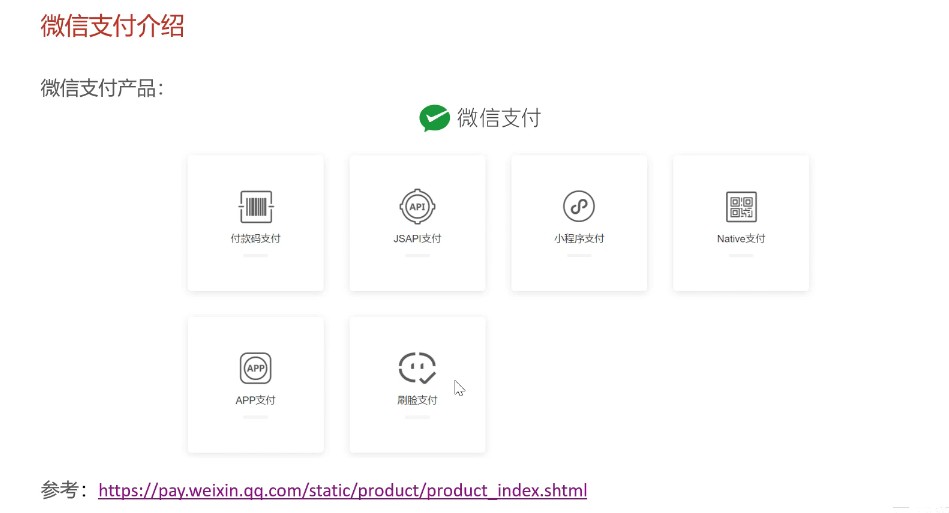 微信支付介绍
微信支付产品：
微信支付
付款码支付
JSAPI支付
小程序支付
Native支付
APP支付
刷脸支付
参考：https://pay.weixin.qq.com/static/product/product_index.shtml